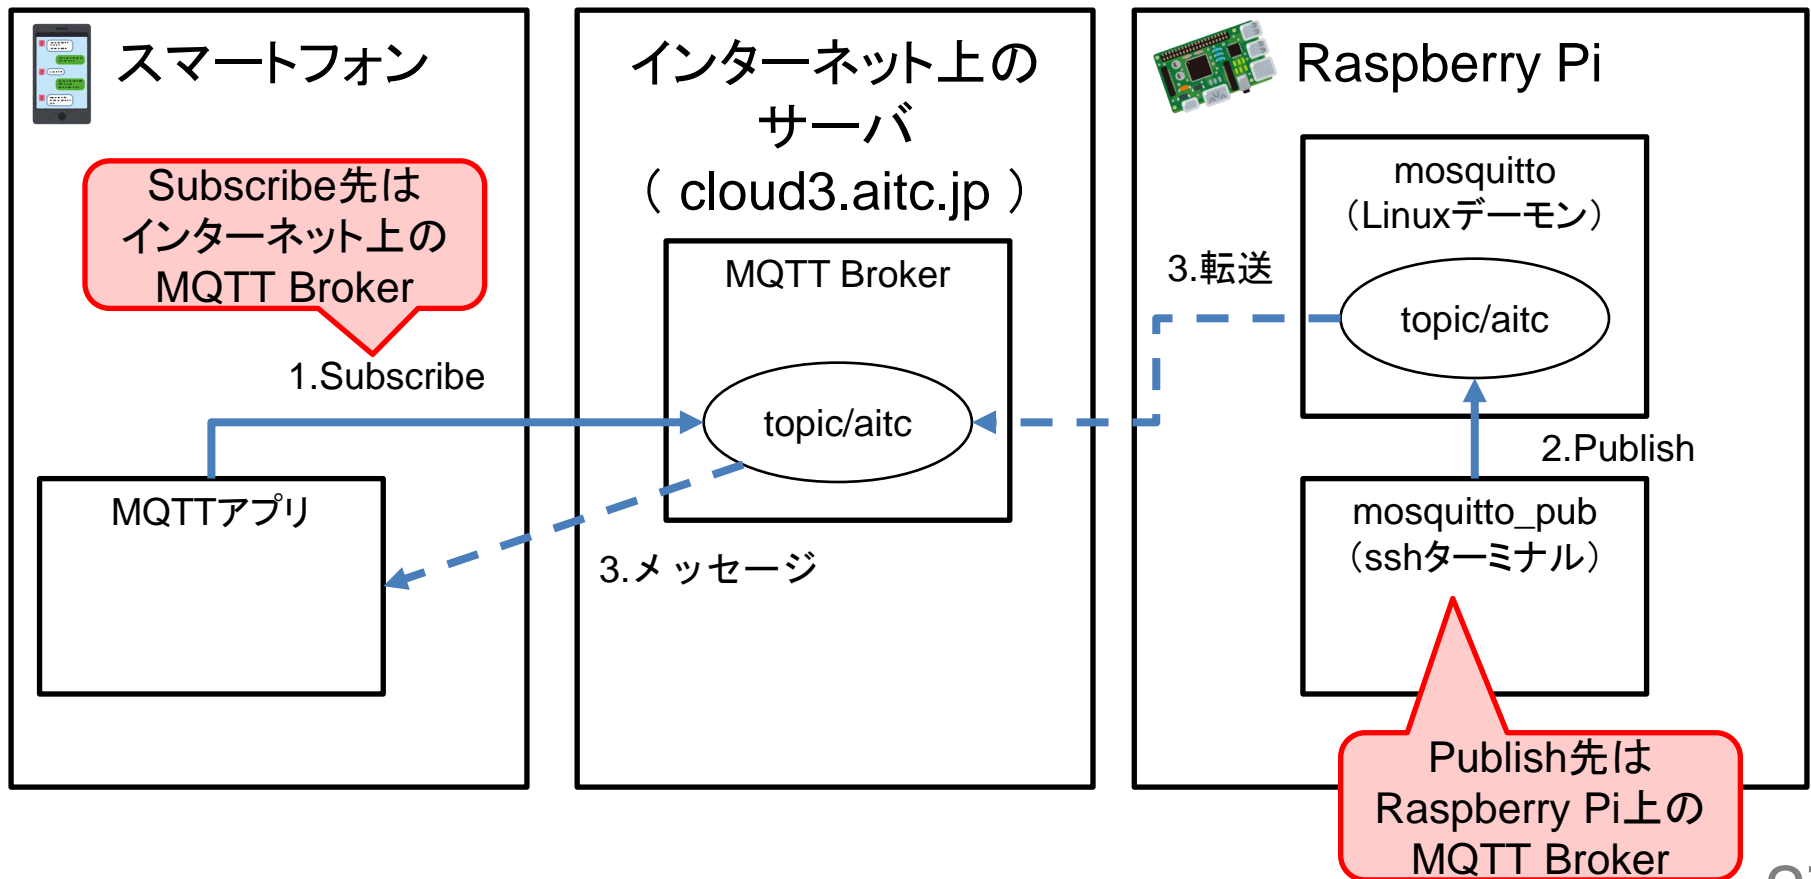 スマートフォン
Subscribe先は
インターネット上の
MQTT Broker
1.Subscribe
MQTTアプリ
インターネット上の
サーバ
（ cloud3.aitc.jp ）
MQTT Broker
topic/aitc
3.メッセージ
Raspberry Pi
mosquitto
（Linuxデーモン）
3.転送
topic/aitc
2.Publish
mosquitto_pub
（sshターミナル）
Publish先は
Raspberry Pi上の
MQTT Broker